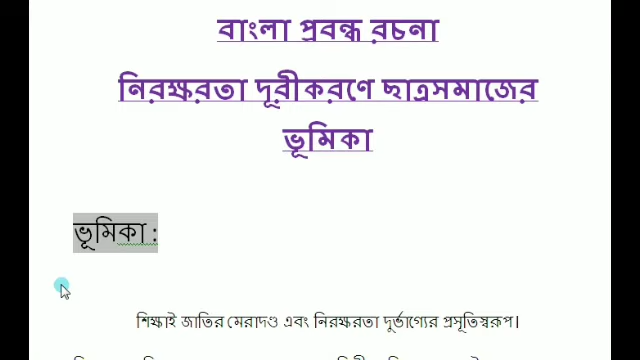 বাংলা প্রবন্ধ রচনা
নিরক্ষরতা দূরীকরণে ছাত্রসমাজের
ভূমিকা
ভূমিকা :
শিক্ষাই জাতির মেরাদণ্ড এবং নিরক্ষরতা দুর্ভাগ্যের প্রসূতিস্বরূপ।